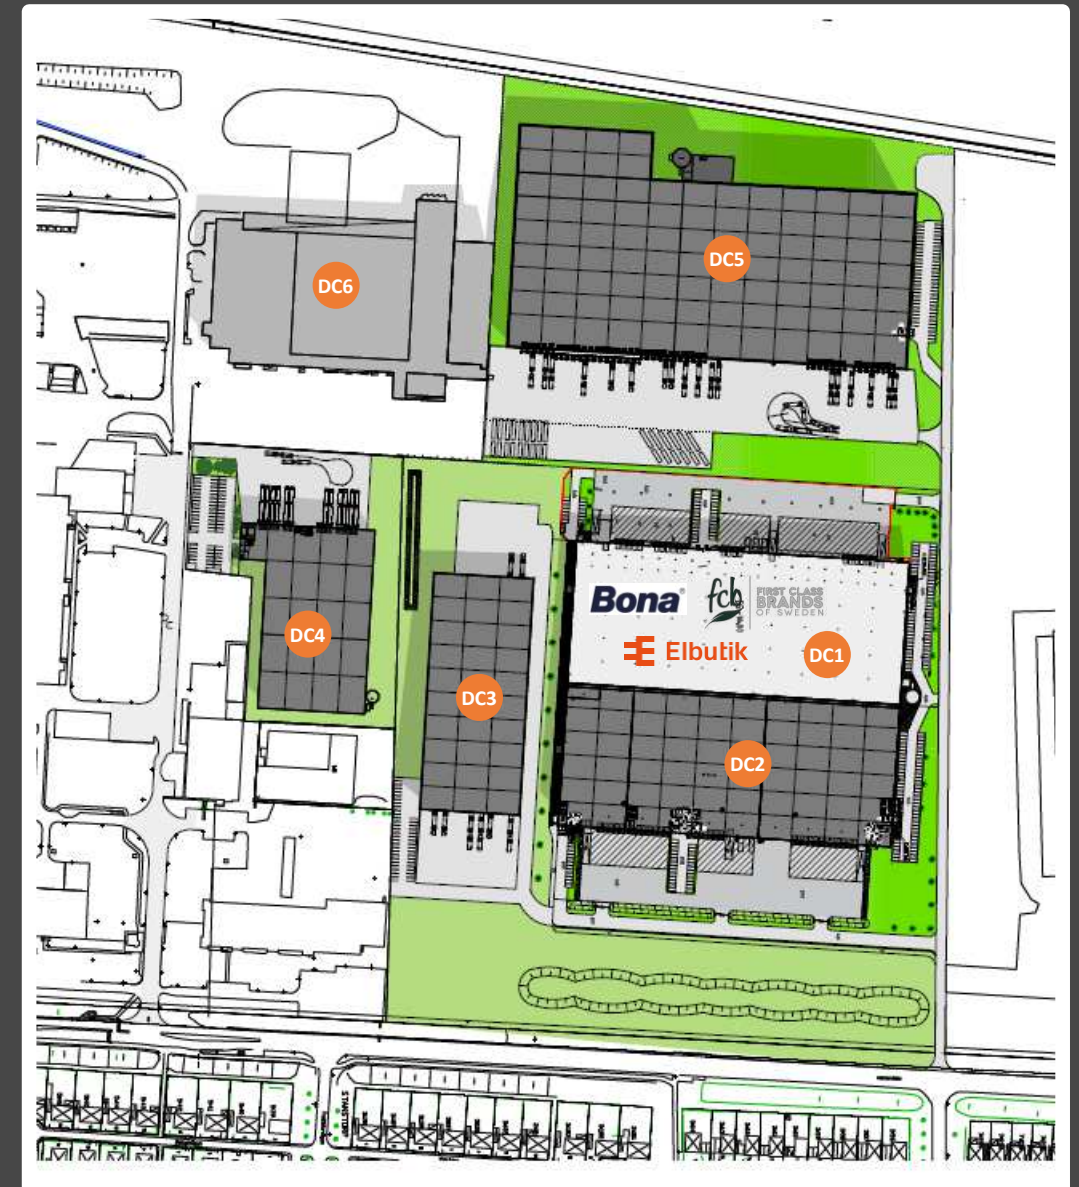 DC5
DC6
Bona
fcb
FIRST CLASS
BRANDS
OF SWEDEN
Elbutik
DC1
DC4
DC3
DC2